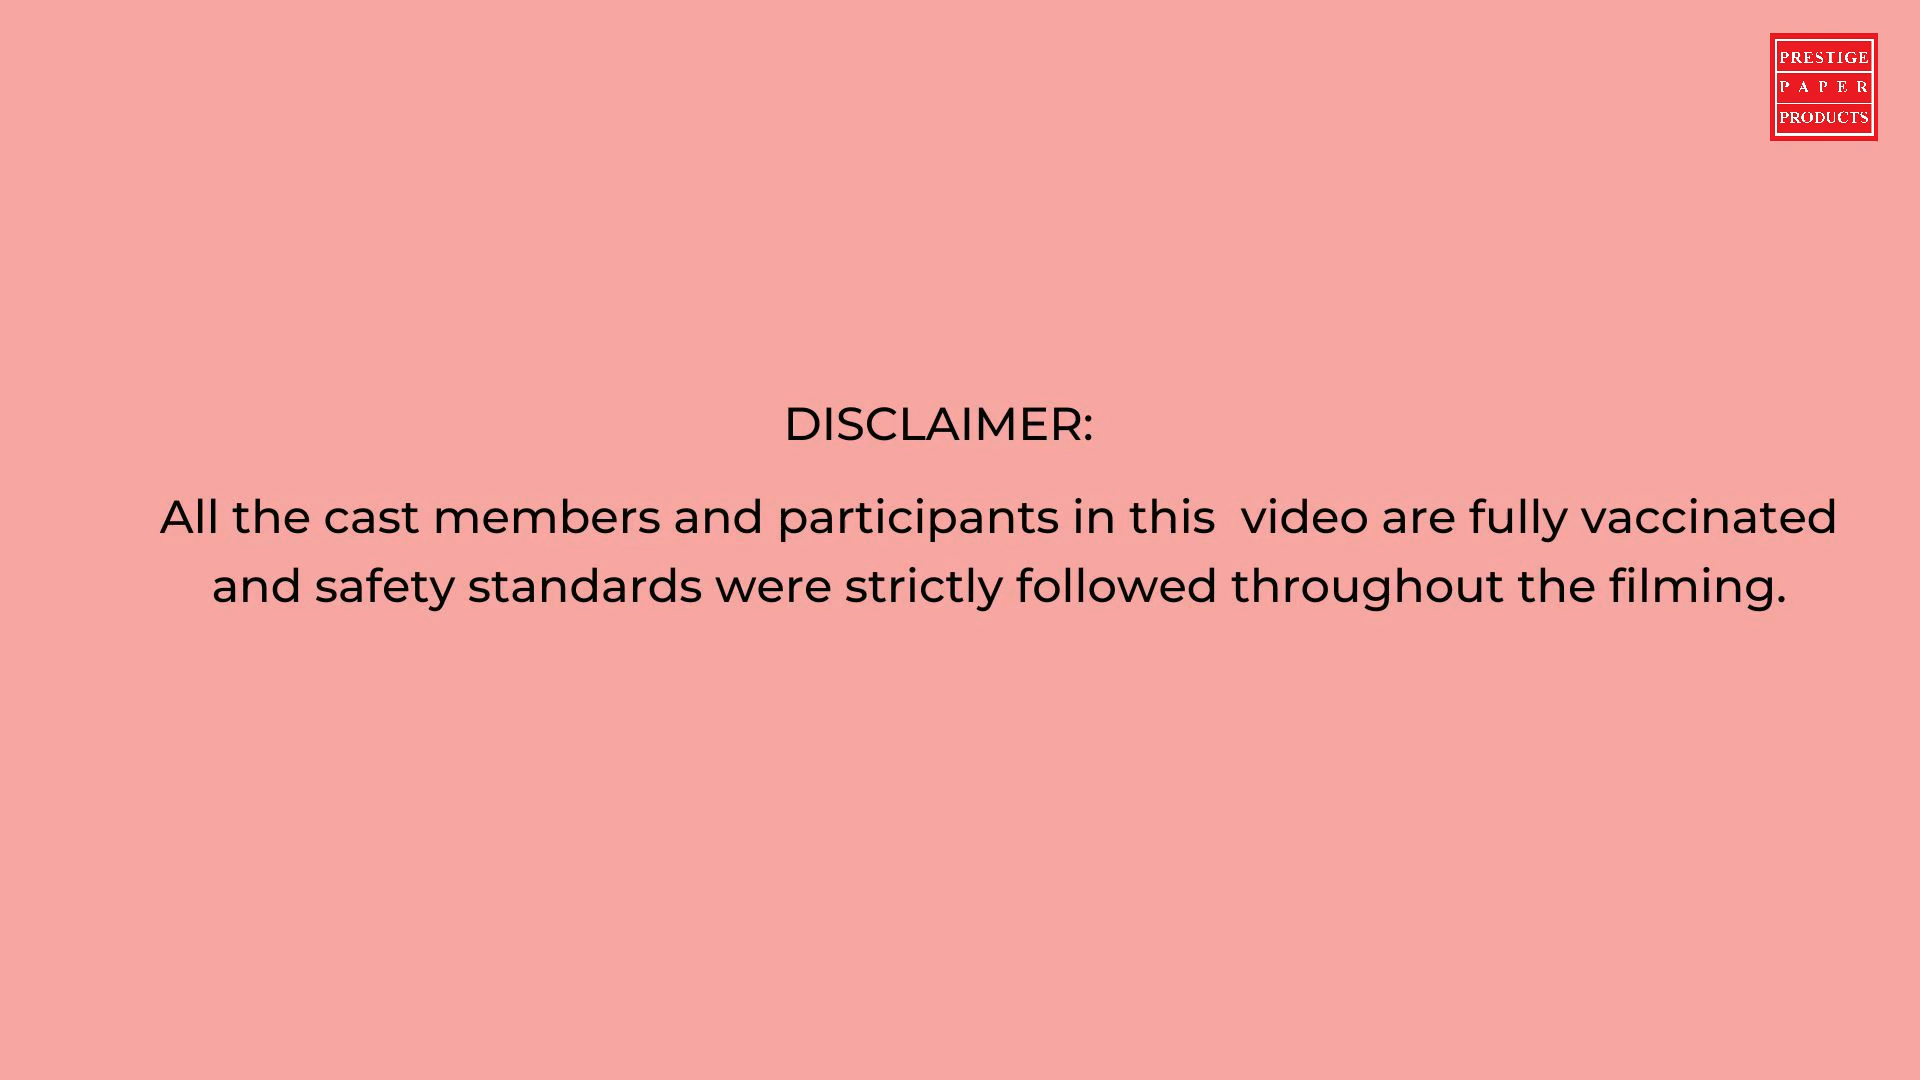 PRESTIGE
PAPER
PRODUCTS
DISCLAIMER:
All the cast members and participants in this  video are fully vaccinated
and safety standards were strictly followed throughout the filming.